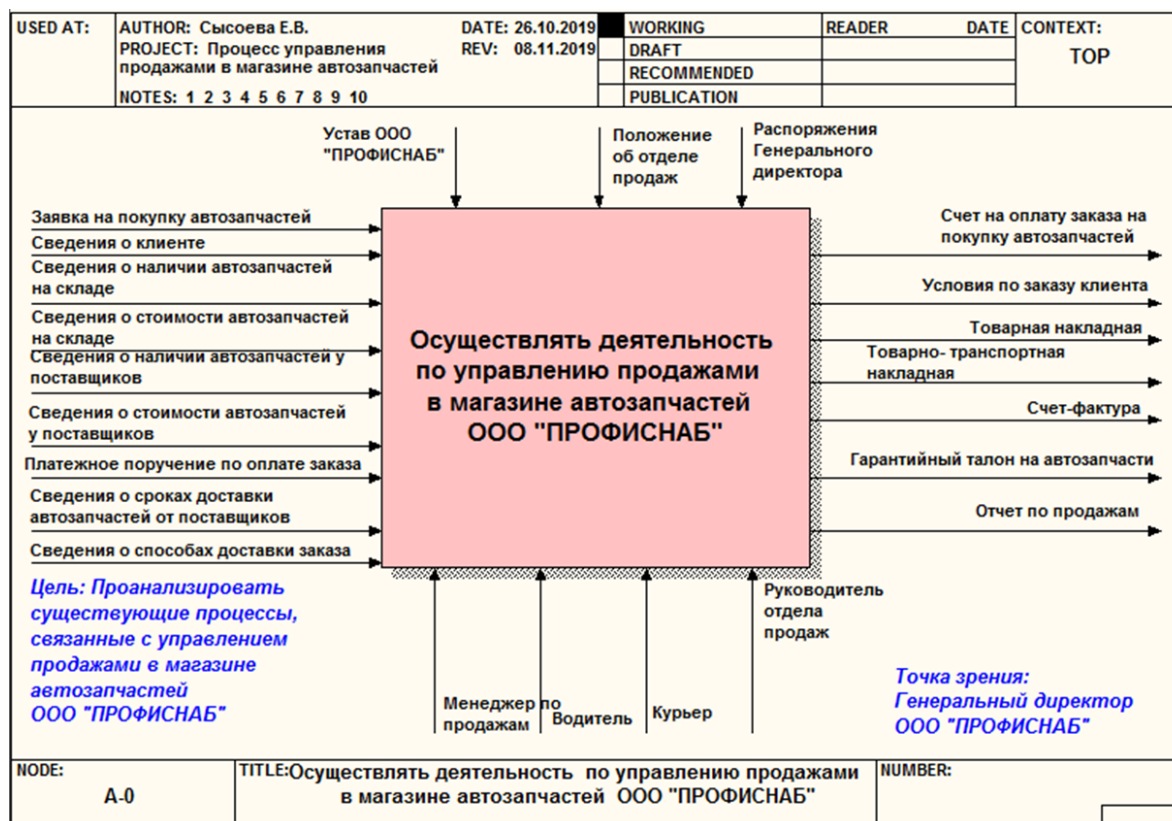 USED AT:
AUTHOR: Сысоева Е.В.
DATE: 26.10.2019
PROJECT: Процесс управления
продажами в магазине автозапчастей
REV: 08.11.2019
NOTES: 1 2 3 4 5 6 7 8 9 10
WORKING
DRAFT
RECOMMENDED
PUBLICATION
READER
DATE
CONTEXT:
TOP
Устав ООО
"ПРОФИСНАБ"
Положение
об отделе
продаж
Распоряжения
Генерального
директора
Заявка на покупку автозапчастей
Сведения о клиенте
Сведения о наличии автозапчастей
на складе
Сведения о стоимости автозапчастей
на складе
Сведения о наличии автозапчастей у
поставщиков
Сведения о стоимости автозапчастей
у поставщиков
Платежное поручение по оплате заказа
Сведения о сроках доставки
автозапчастей от поставщиков
Сведения о способах доставки заказа
Осуществлять деятельность
по управлению продажами
в магазине автозапчастей
ООО "ПРОФИСНАБ"
Счет на оплату заказа на
покупку автозапчастей
Условия по заказу клиента
Товарная накладная
Товарно- транспортная
накладная
Счет-фактура
Гарантийный талон на автозапчасти
Отчет по продажам
Цель: Проанализировать
существующие процессы,
связанные с управлением
продажами в магазине
автозапчастей
ООО "ПРОФИСНАБ"
Менеджер по
продажам
Водитель
Курьер
Руководитель
отдела
продаж
Точка зрения:
Генеральный директор
ООО "ПРОФИСНАБ"
NODE:
A-0
TITLE:Осуществлять деятельность по управлению продажами
в магазине автозапчастей ООО "ПРОФИСНАБ"
NUMBER: